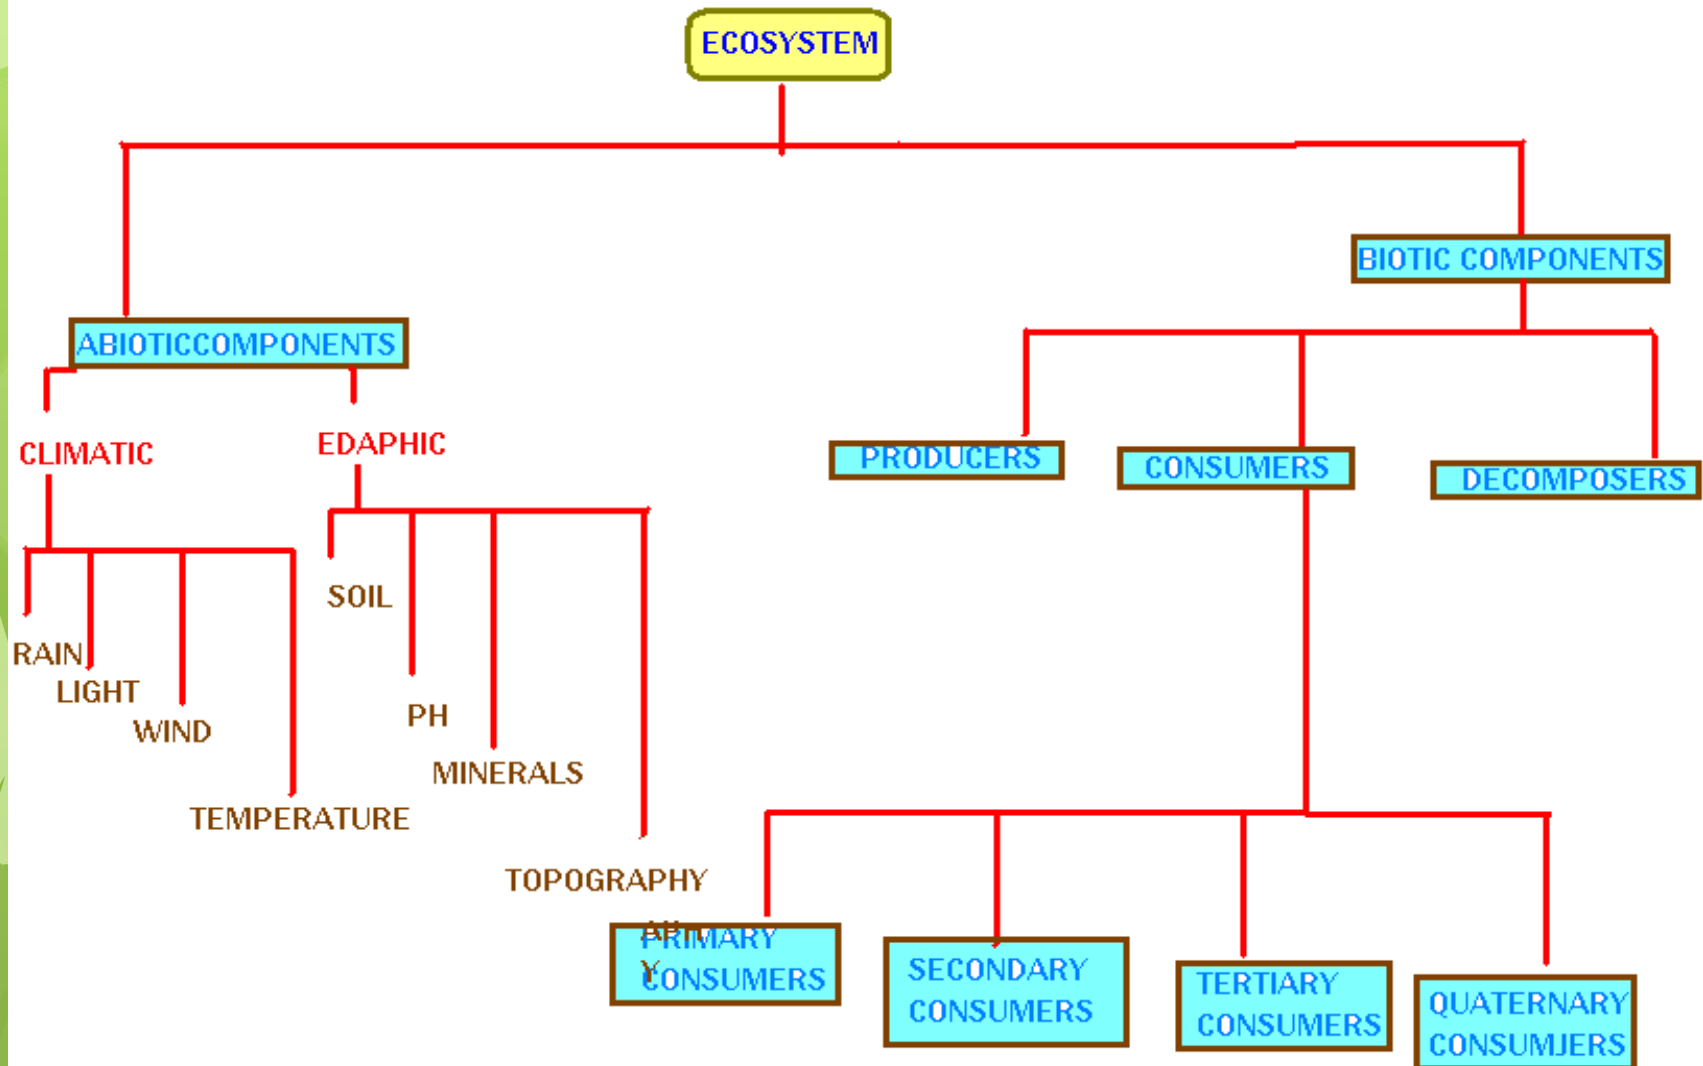 ECOSYSTEM
BIOTIC COMPONENTS
ABIOTICCOMPONENTS
CLIMATIC
EDAPHIC
PRODUCERS
CONSUMERS
DECOMPOSERS
RAIN
LIGHT
WIND
TEMPERATURE
SOIL
PH
MINERALS
TOPOGRAPHY
PRIMARY
CONSUMERS
SECONDARY
CONSUMERS
TERTIARY
CONSUMERS
QUATERNARY
CONSUMJERS